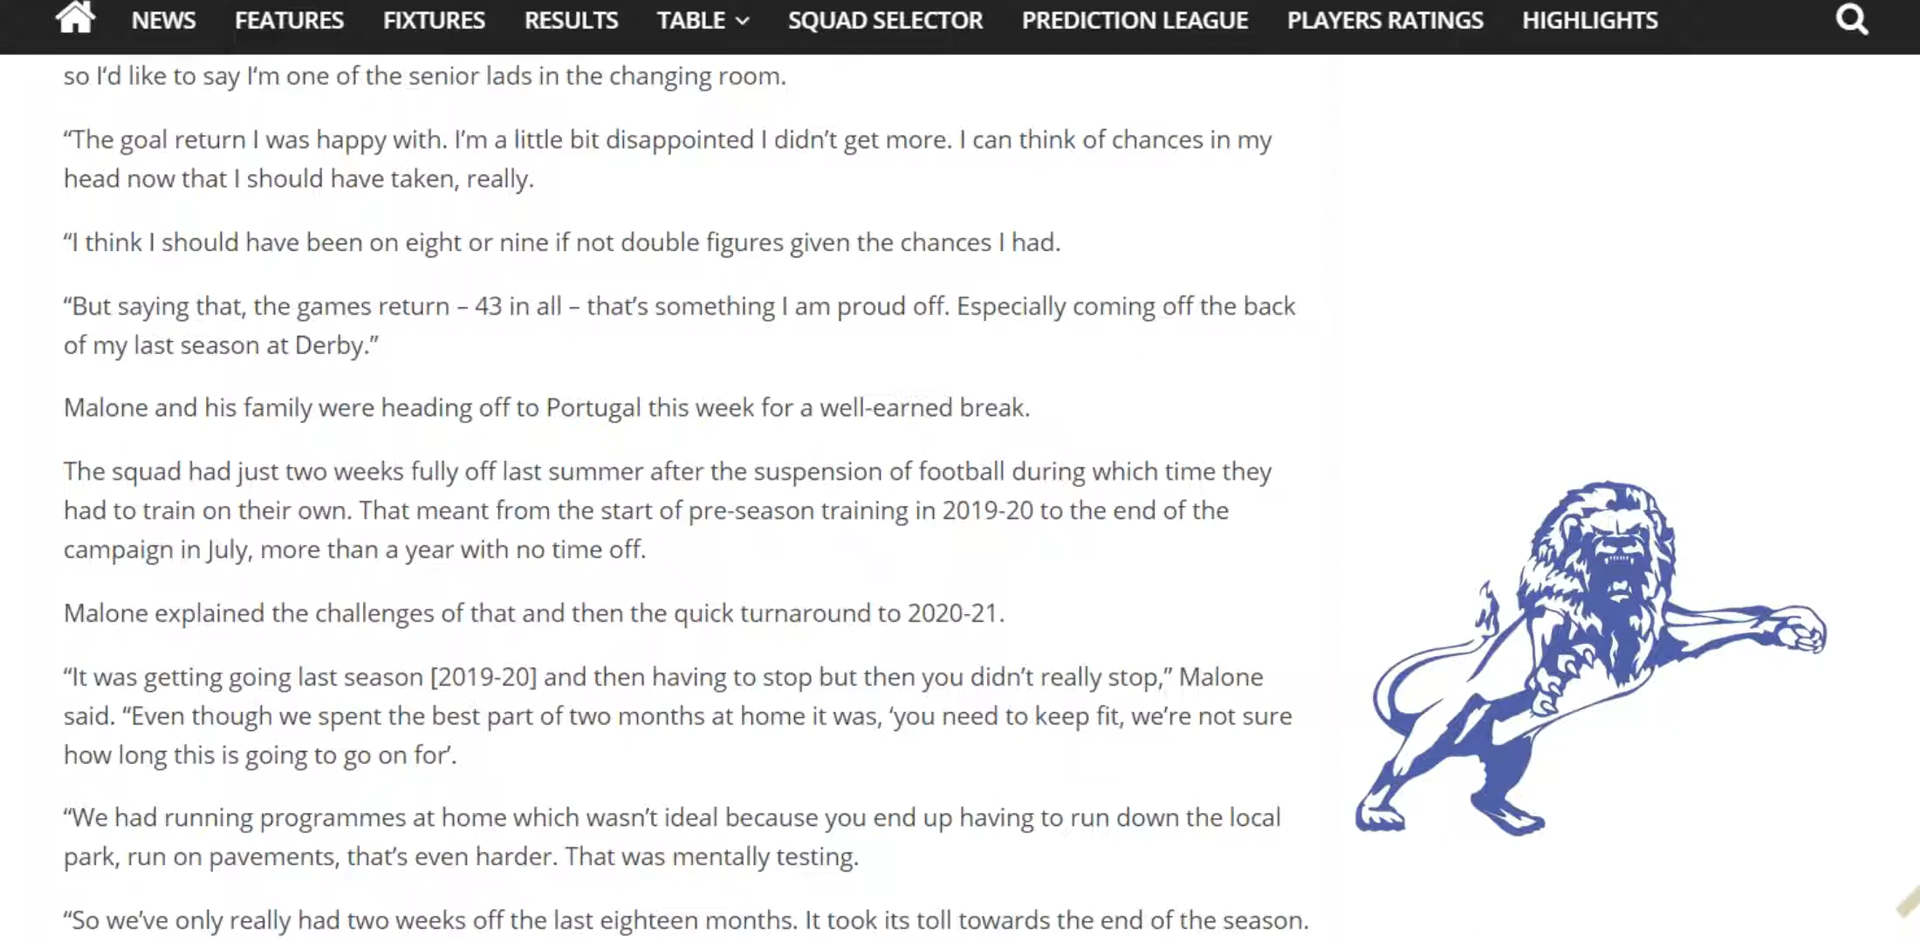 NEWS FEATURES FIXTURES RESULTS TABLE SQUAD SELECTOR PREDICTION LEAGUE PLAYERS RATINGS HIGHLIGHTS
so I’d like to say I’m one of the senior lads in the changing room.
“The goal return I was happy with. I’m a little bit disappointed I didn’t get more. I can think of chances in my
head now that I should have taken, really.
“I think I should have been on eight or nine if not double figures given the chances I had.
“But saying that, the games return – 43 in all – that’s something I am proud off. Especially coming off the back
of my last season at Derby.”
Malone and his family were heading off to Portugal this week for a well-earned break.
The squad had just two weeks fully off last summer after the suspension of football during which time they
had to train on their own. That meant from the start of pre-season training in 2019-20 to the end of the
campaign in July, more than a year with no time off.
Malone explained the challenges of that and then the quick turnaround to 2020-21.
“It was getting going last season [2019-20] and then having to stop but then you didn’t really stop,” Malone
said. “Even though we spent the best part of two months at home it was, ‘you need to keep fit, we’re not sure
how long this is going to go on for’.
“We had running programmes at home which wasn’t ideal because you end up having to run down the local
park, run on pavements, that’s even harder. That was mentally testing.
“So we’ve only really had two weeks off the last eighteen months. It took its toll towards the end of the season.